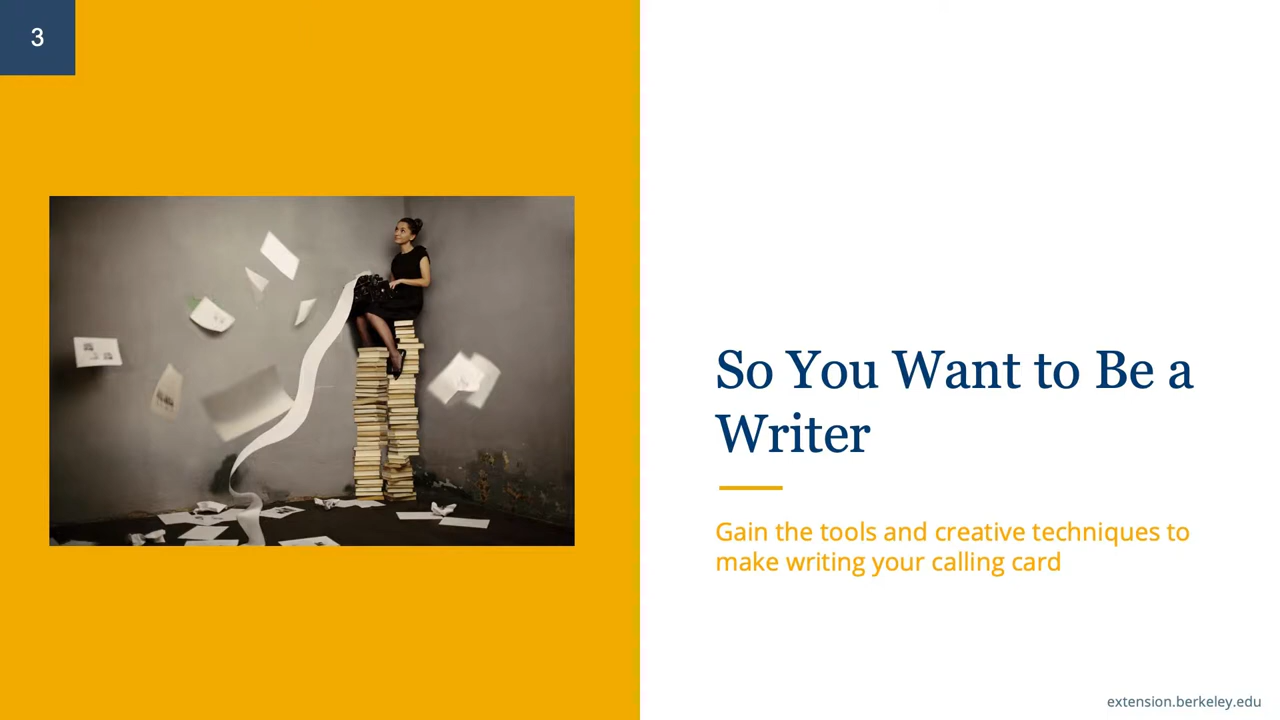 3
So You Want to Be a
Writer
Gain the tools and creative techniques to
make writing your calling card
extension.berkeley.edu